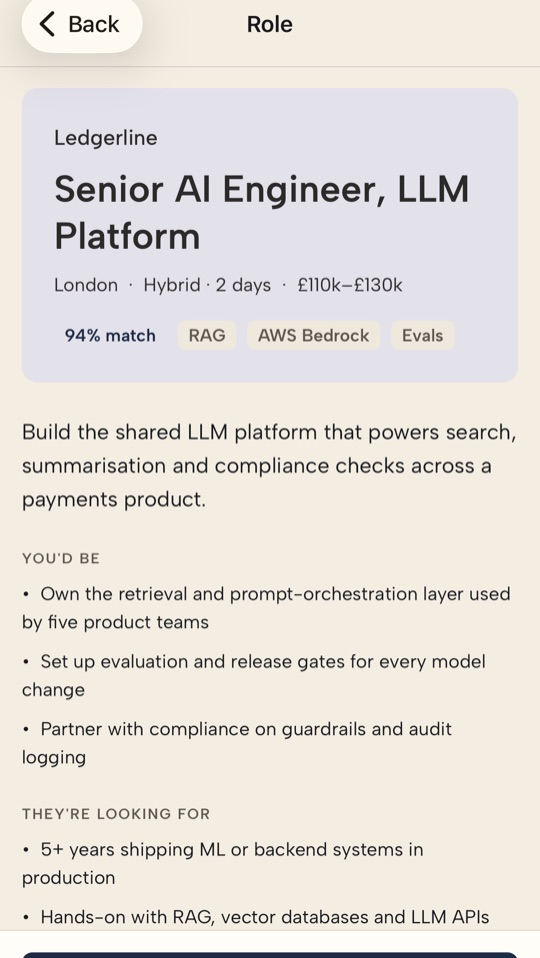 Back
Role
Ledgerline
Senior AI Engineer, LLM
Platform
London · Hybrid · 2 days · £110k–£130k
94% match RAG AWS Bedrock Evals
Build the shared LLM platform that powers search,
summarisation and compliance checks across a
payments product.
YOU'D BE
• Own the retrieval and prompt-orchestration layer used
by five product teams
• Set up evaluation and release gates for every model
change
• Partner with compliance on guardrails and audit
logging
THEY'RE LOOKING FOR
• 5+ years shipping ML or backend systems in
production
• Hands-on with RAG, vector databases and LLM APIs